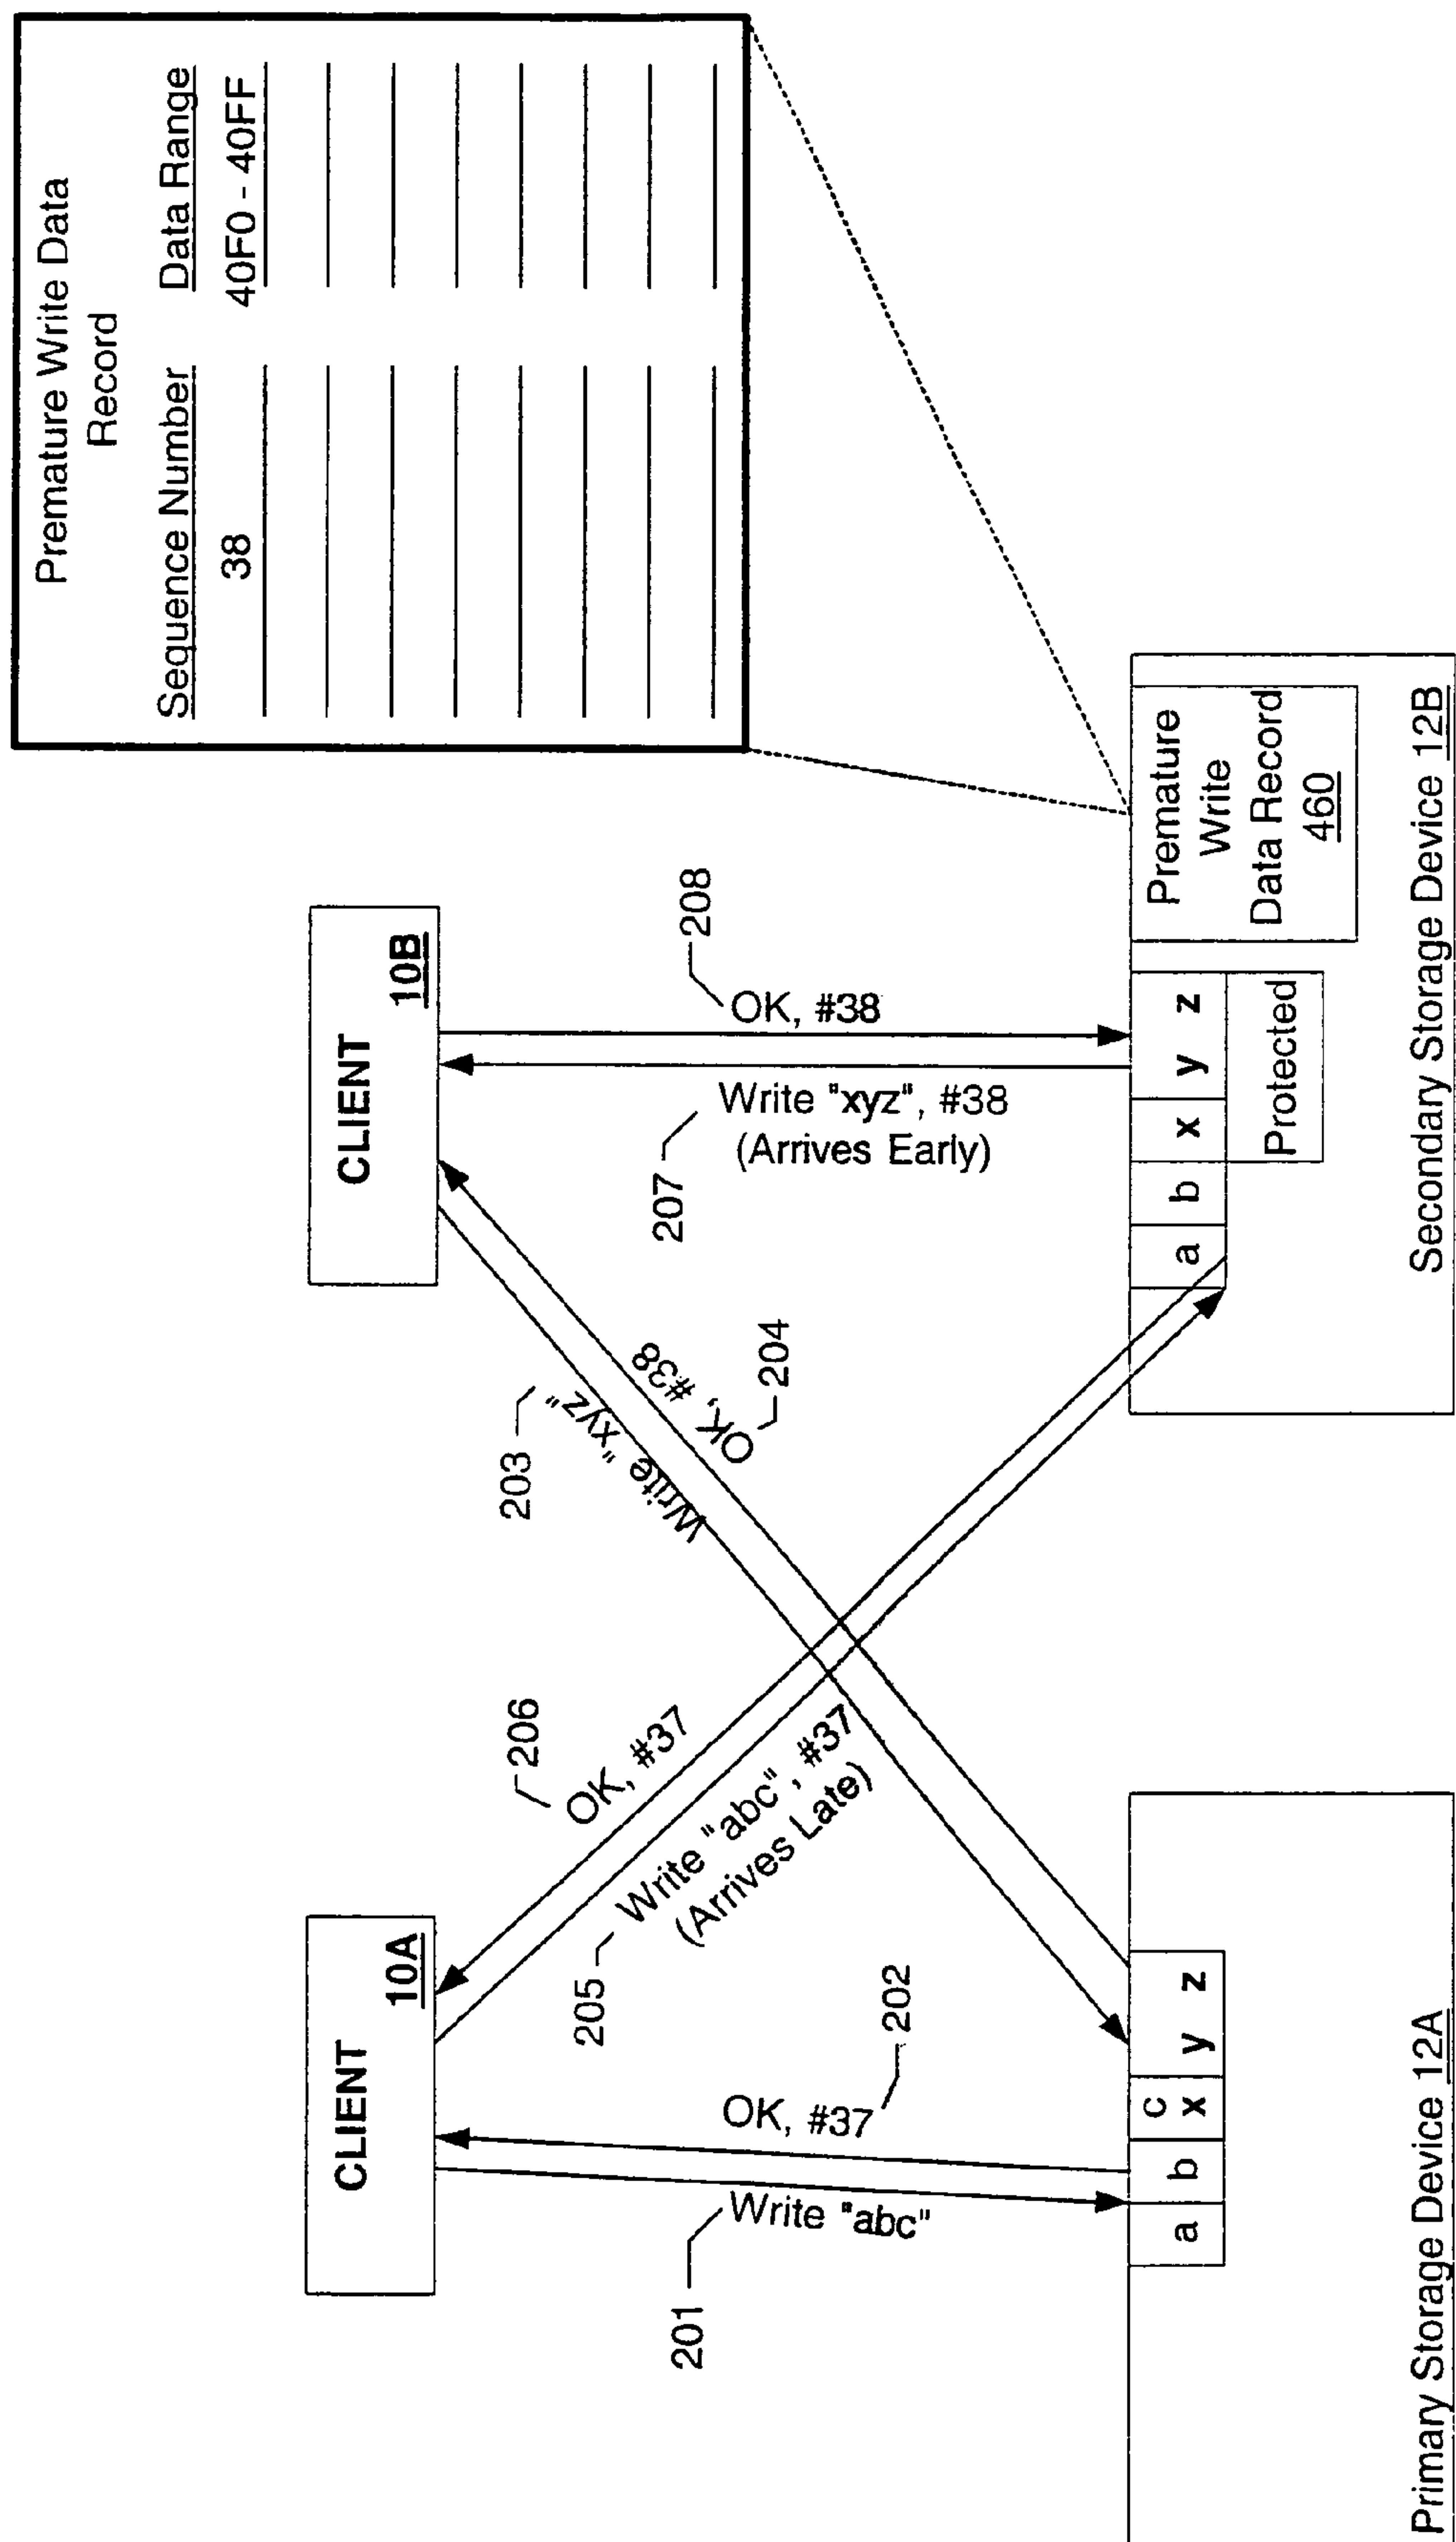 Premature Write Data
Record
Sequence Number Data Range
38 40F0 - 40FF
CLIENT
10A
CLIENT
10B
201
Write "abc"
OK, #37
202
203
Write "xyz"
OK, #38
204
205
Write "abc", #37
(Arrives Late)
206
OK, #37
207
Write "xyz", #38
(Arrives Early)
208
OK, #38
a b c x y z
Primary Storage Device 12A
a b x y z
Protected
Premature
Write
Data Record
460
Secondary Storage Device 12B